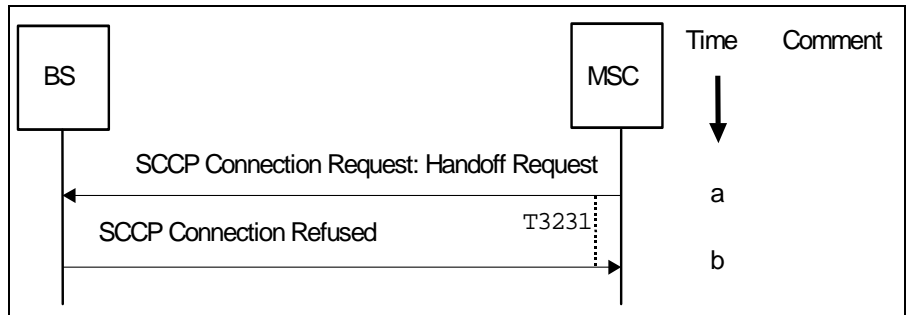 Time Comment
BS MSC
SCCP Connection Request: Handoff Request
a
T3231
SCCP Connection Refused
b